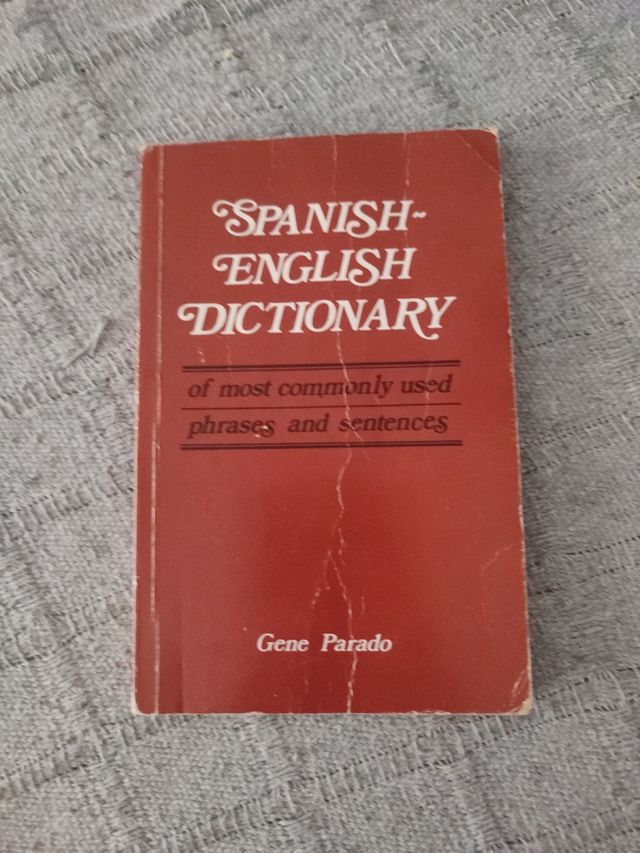 SPANISH~
ENGLISH
DICTIONARY
of most commonly used
phrases and sentences
Gene Parado